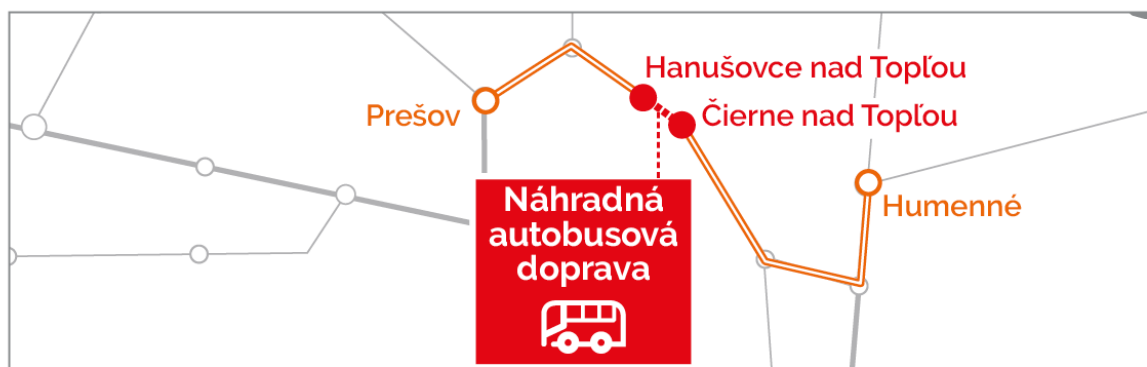 Hanušovce nad Topľou
Prešov
Čierne nad Topľou
Náhradná
autobusová
doprava
Humenné